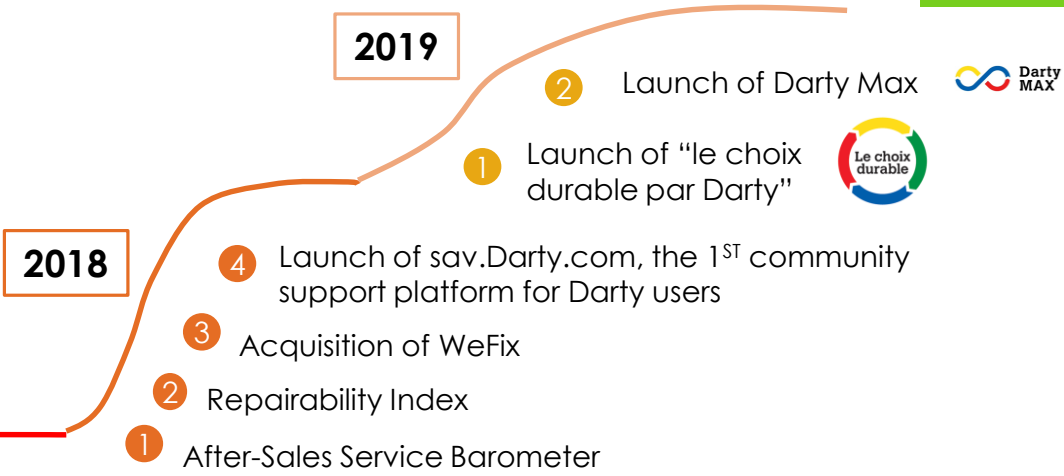 2019
2 Launch of Darty Max
Darty
MAX
1 Launch of “le choix
durable par Darty”
Le choix
durable
2018
4 Launch of sav.Darty.com, the 1ST community
support platform for Darty users
3 Acquisition of WeFix
2 Repairability Index
1 After-Sales Service Barometer